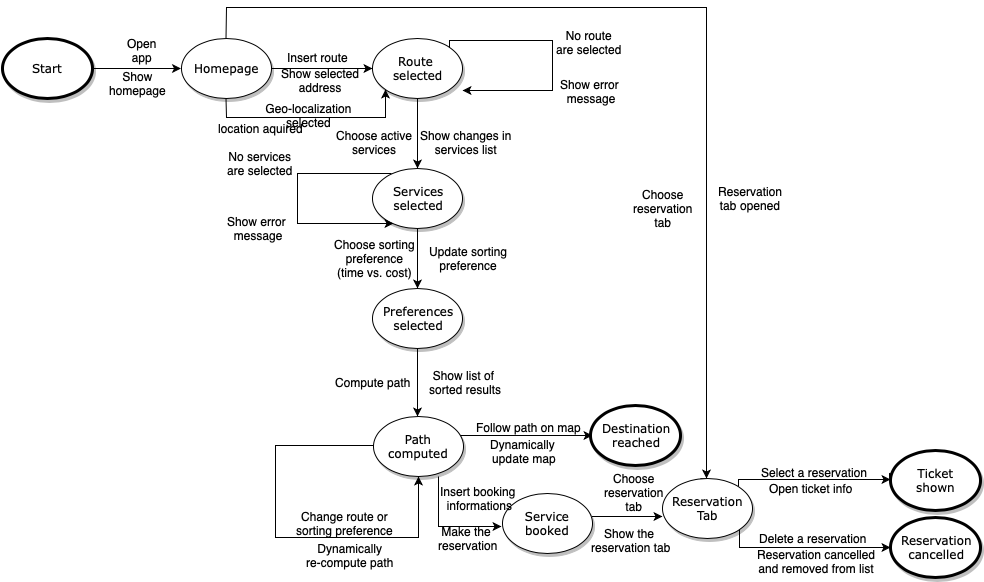 Start
Open
app
Show
homepage
Homepage
Insert route
Show selected
address
Geo-localization
selected
location aquired
Route
selected
No route
are selected
Show error
message
Choose active
services
Show changes in
services list
No services
are selected
Show error
message
Services
selected
Choose
reservation
tab
Reservation
tab opened
Choose sorting
preference
(time vs. cost)
Update sorting
preference
Preferences
selected
Compute path
Show list of
sorted results
Path
computed
Follow path on map
Dynamically
update map
Destination
reached
Change route or
sorting preference
Dynamically
re-compute path
Insert booking
informations
Make the
reservation
Service
booked
Choose
reservation
tab
Show the
reservation tab
Reservation
Tab
Select a reservation
Open ticket info
Ticket
shown
Delete a reservation
Reservation cancelled
and removed from list
Reservation
cancelled